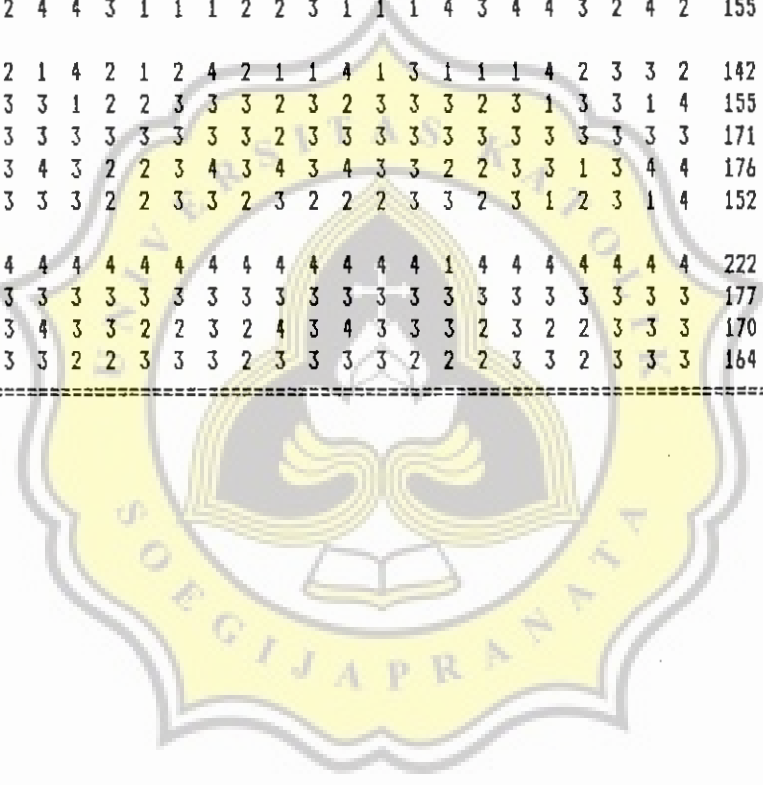 2 4 4 3 1 1 1 2 2 3 1 1 1 4 3 4 4 3 2 4 2 155
2 1 4 2 1 2 4 2 1 1 4 1 3 1 1 1 4 2 3 3 2 142
3 3 1 2 2 3 3 3 2 3 2 3 3 3 2 3 1 3 3 1 4 155
3 3 3 3 3 3 3 3 2 3 3 3 3 3 3 3 3 3 3 3 3 171
3 4 3 2 2 3 4 3 4 3 4 3 3 2 2 3 3 1 3 4 4 176
3 3 3 2 2 3 3 2 3 2 2 2 3 3 2 3 1 2 3 1 4 152
4 4 4 4 4 4 4 4 4 4 4 4 4 1 4 4 4 4 4 4 4 222
3 3 3 3 3 3 3 3 3 3 3 3 3 3 3 3 3 3 3 3 3 177
3 4 3 3 2 2 3 2 4 3 4 3 3 3 2 3 2 2 3 3 3 170
3 3 2 2 3 3 3 2 3 3 3 3 2 2 2 3 3 2 3 3 3 164
UNIVERSITAS KATOLIK
SOEGIJAPRANATA